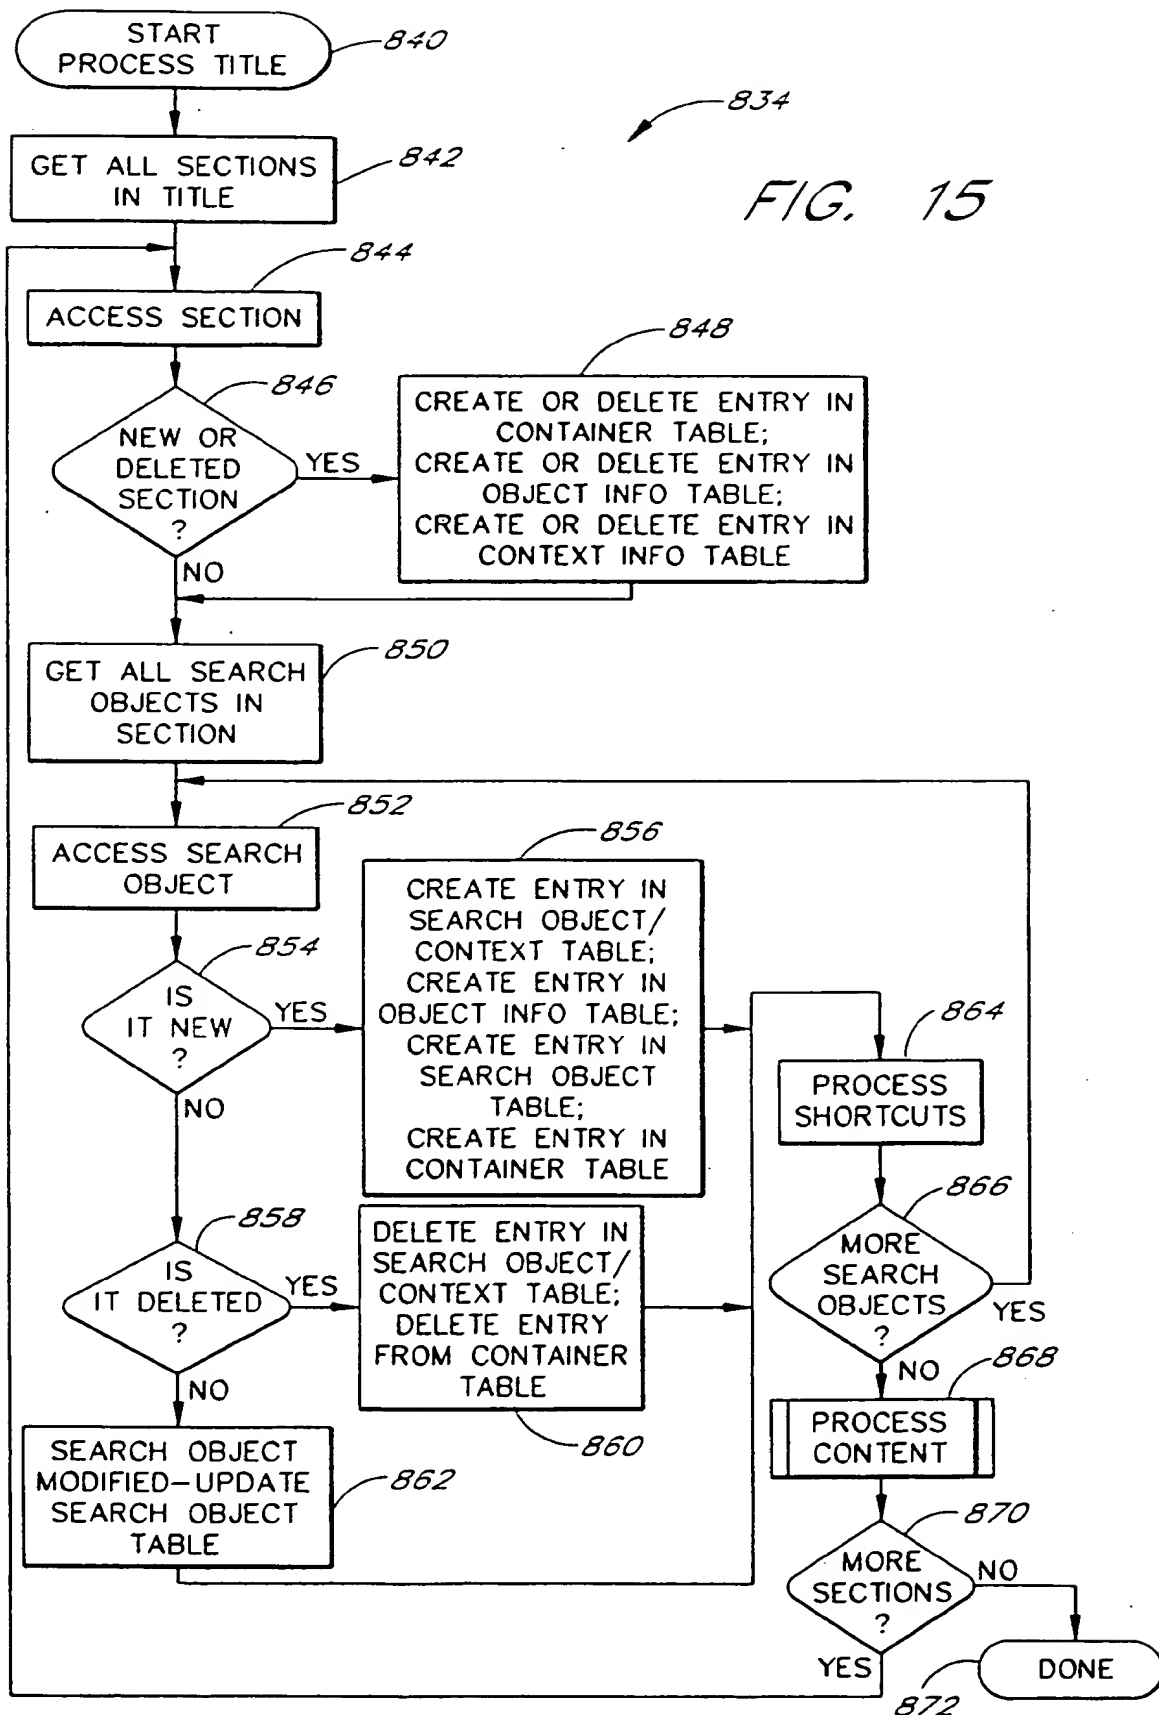 START
PROCESS TITLE
840
834
GET ALL SECTIONS
IN TITLE
842
FIG. 15
844
ACCESS SECTION
846
NEW OR
DELETED
SECTION
?
YES
NO
848
CREATE OR DELETE ENTRY IN
CONTAINER TABLE;
CREATE OR DELETE ENTRY IN
OBJECT INFO TABLE;
CREATE OR DELETE ENTRY IN
CONTEXT INFO TABLE
850
GET ALL SEARCH
OBJECTS IN
SECTION
852
ACCESS SEARCH
OBJECT
854
IS
IT NEW
?
YES
NO
856
CREATE ENTRY IN
SEARCH OBJECT/
CONTEXT TABLE;
CREATE ENTRY IN
OBJECT INFO TABLE;
CREATE ENTRY IN
SEARCH OBJECT
TABLE;
CREATE ENTRY IN
CONTAINER TABLE
858
IS
IT DELETED
?
YES
NO
DELETE ENTRY IN
SEARCH OBJECT/
CONTEXT TABLE;
DELETE ENTRY
FROM CONTAINER
TABLE
860
SEARCH OBJECT
MODIFIED-UPDATE
SEARCH OBJECT
TABLE
862
864
PROCESS
SHORTCUTS
866
MORE
SEARCH
OBJECTS
?
YES
NO
868
PROCESS
CONTENT
870
MORE
SECTIONS
?
NO
YES
DONE
872